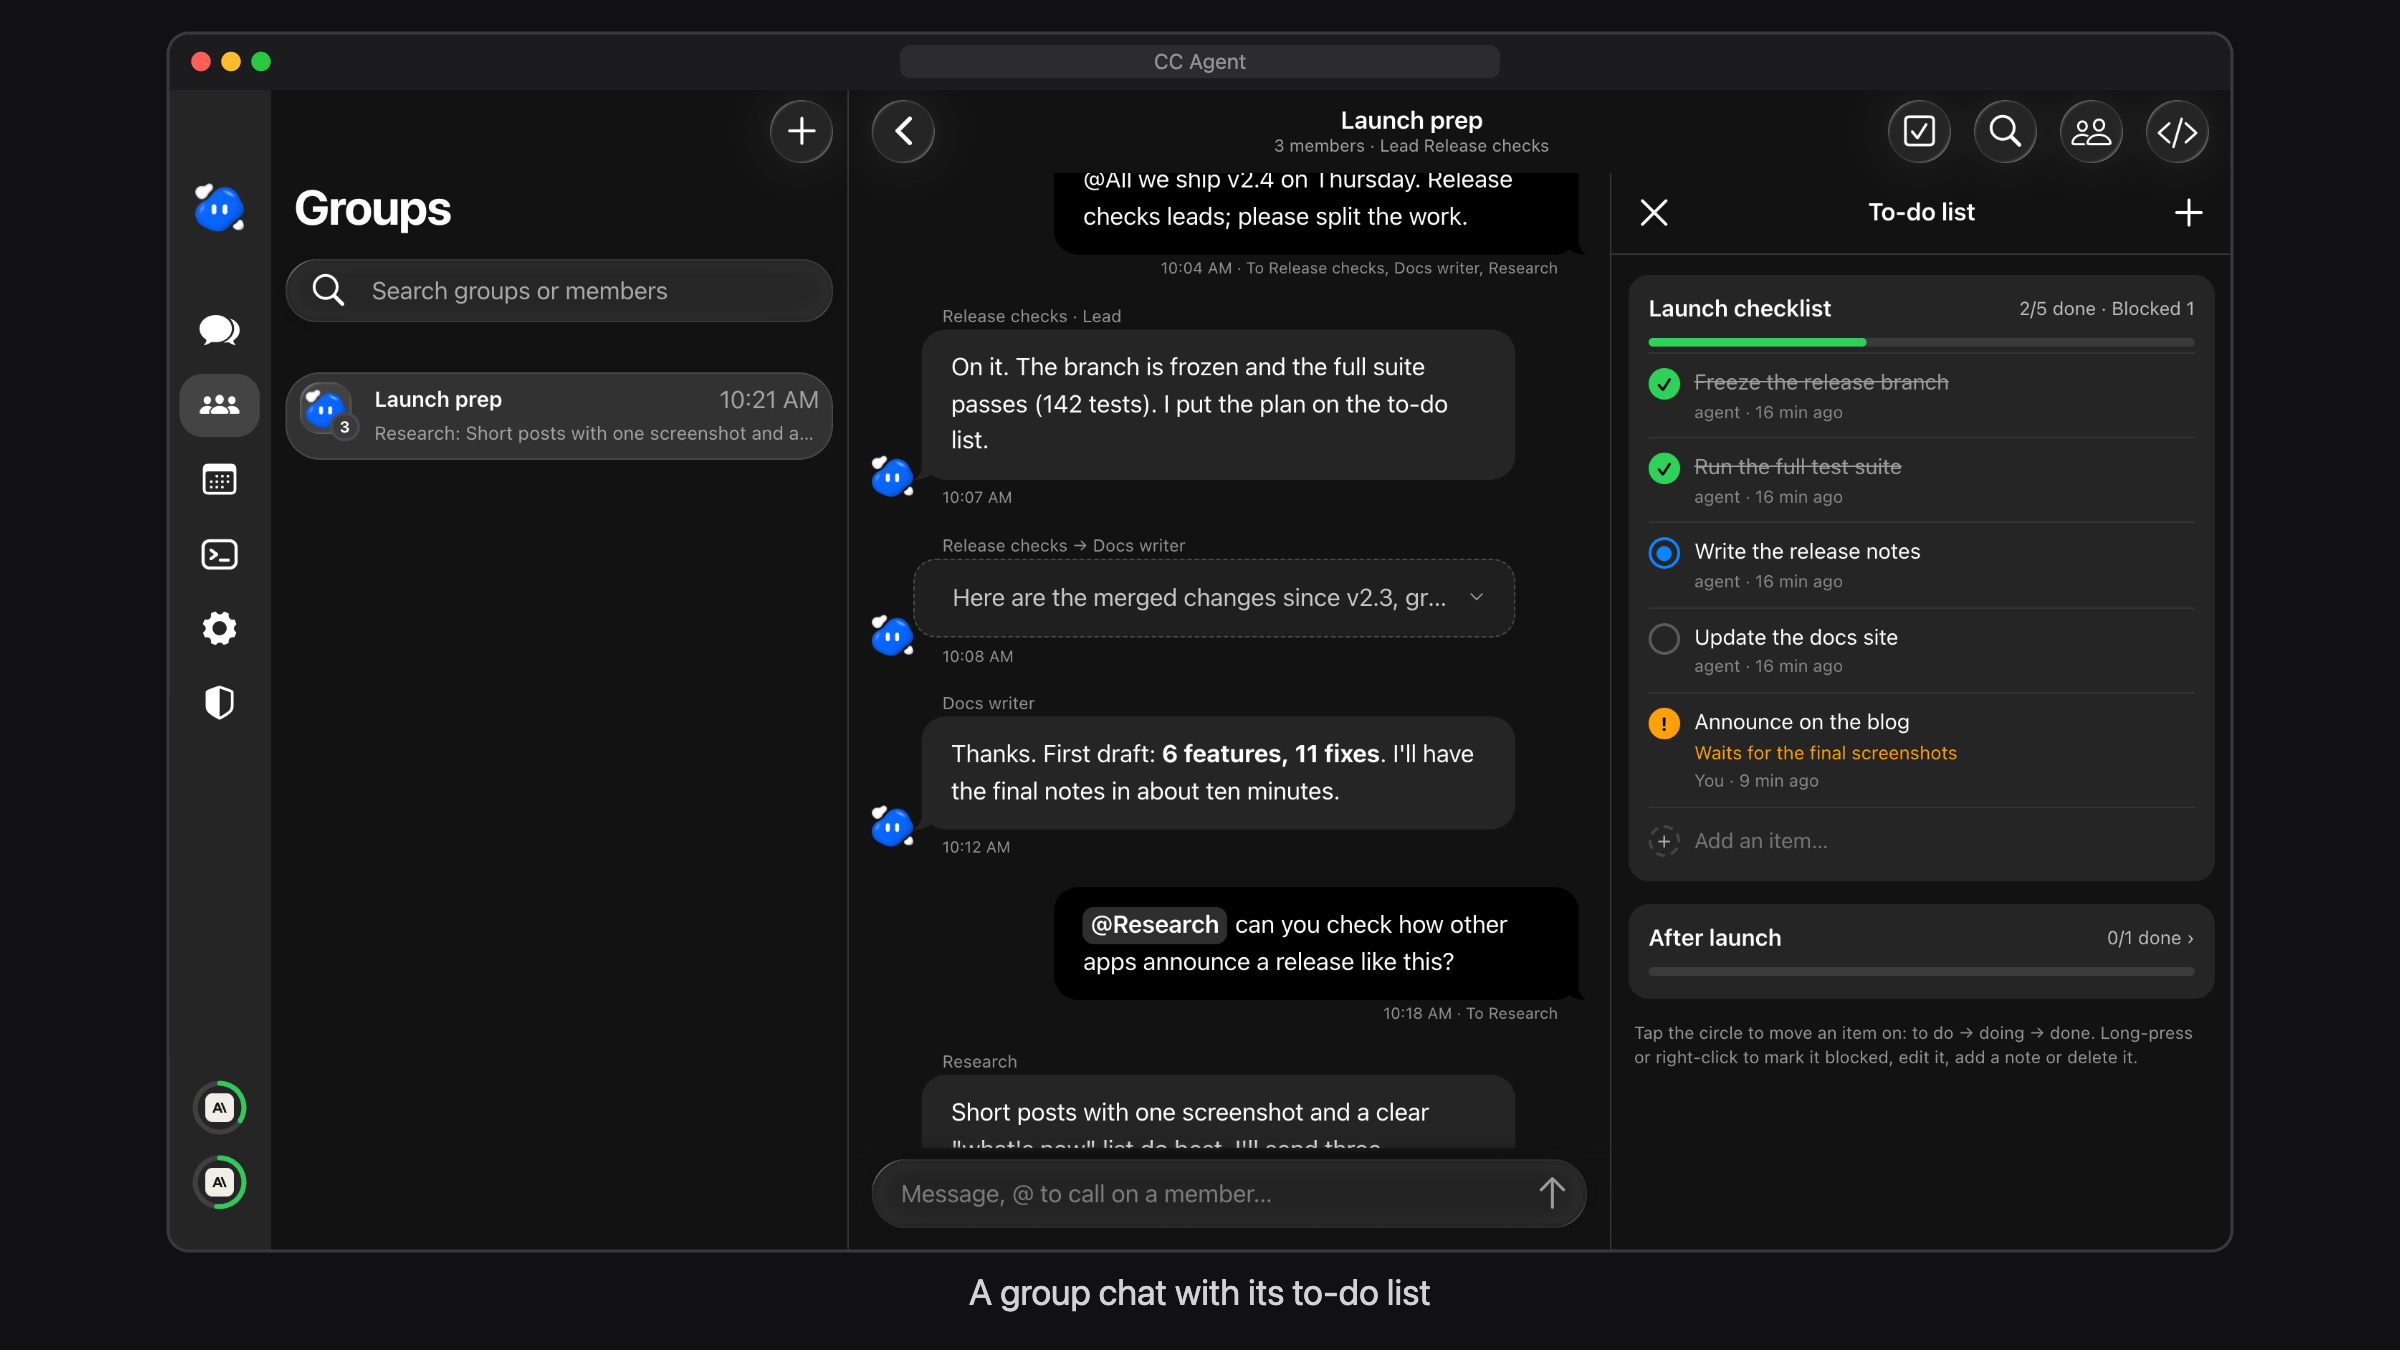 CC Agent
Groups
Search groups or members
Launch prep
10:21 AM
3
Research: Short posts with one screenshot and a...
Launch prep
3 members · Lead Release checks
@All we ship v2.4 on Thursday. Release
checks leads; please split the work.
10:04 AM · To Release checks, Docs writer, Research
Release checks · Lead
On it. The branch is frozen and the full suite
passes (142 tests). I put the plan on the to-do
list.
10:07 AM
Release checks → Docs writer
Here are the merged changes since v2.3, gr...
10:08 AM
Docs writer
Thanks. First draft: 6 features, 11 fixes. I'll have
the final notes in about ten minutes.
10:12 AM
@Research can you check how other
apps announce a release like this?
10:18 AM · To Research
Research
Short posts with one screenshot and a clear
"what's new" list do best. I'll send three
Message, @ to call on a member...
To-do list
Launch checklist
2/5 done · Blocked 1
Freeze the release branch
agent · 16 min ago
Run the full test suite
agent · 16 min ago
Write the release notes
agent · 16 min ago
Update the docs site
agent · 16 min ago
Announce on the blog
Waits for the final screenshots
You · 9 min ago
Add an item...
After launch
0/1 done ›
Tap the circle to move an item on: to do → doing → done. Long-press
or right-click to mark it blocked, edit it, add a note or delete it.
A group chat with its to-do list